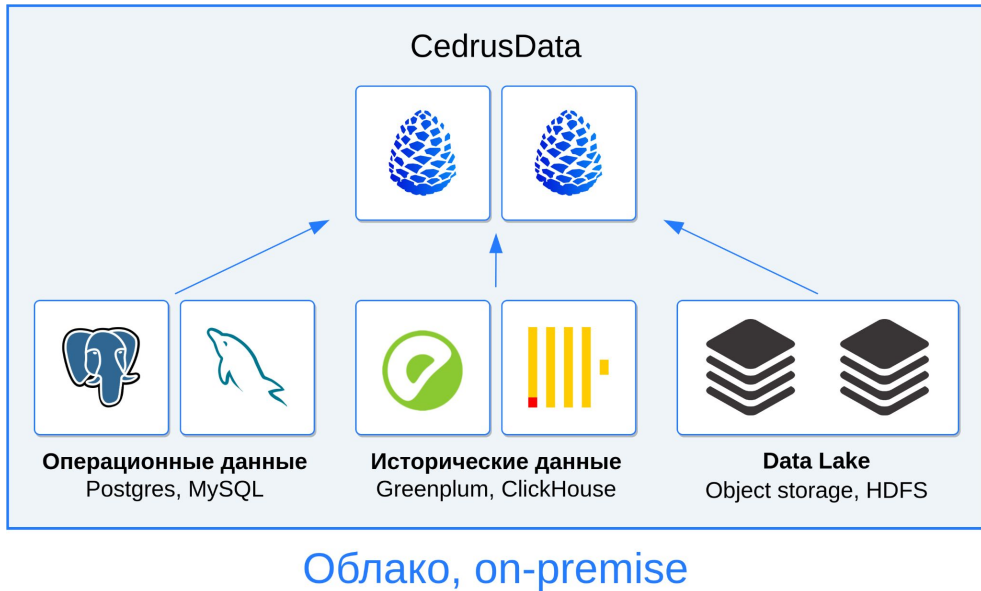 CedrusData
Операционные данные
Postgres, MySQL
Исторические данные
Greenplum, ClickHouse
Data Lake
Object storage, HDFS
Облако, on-premise